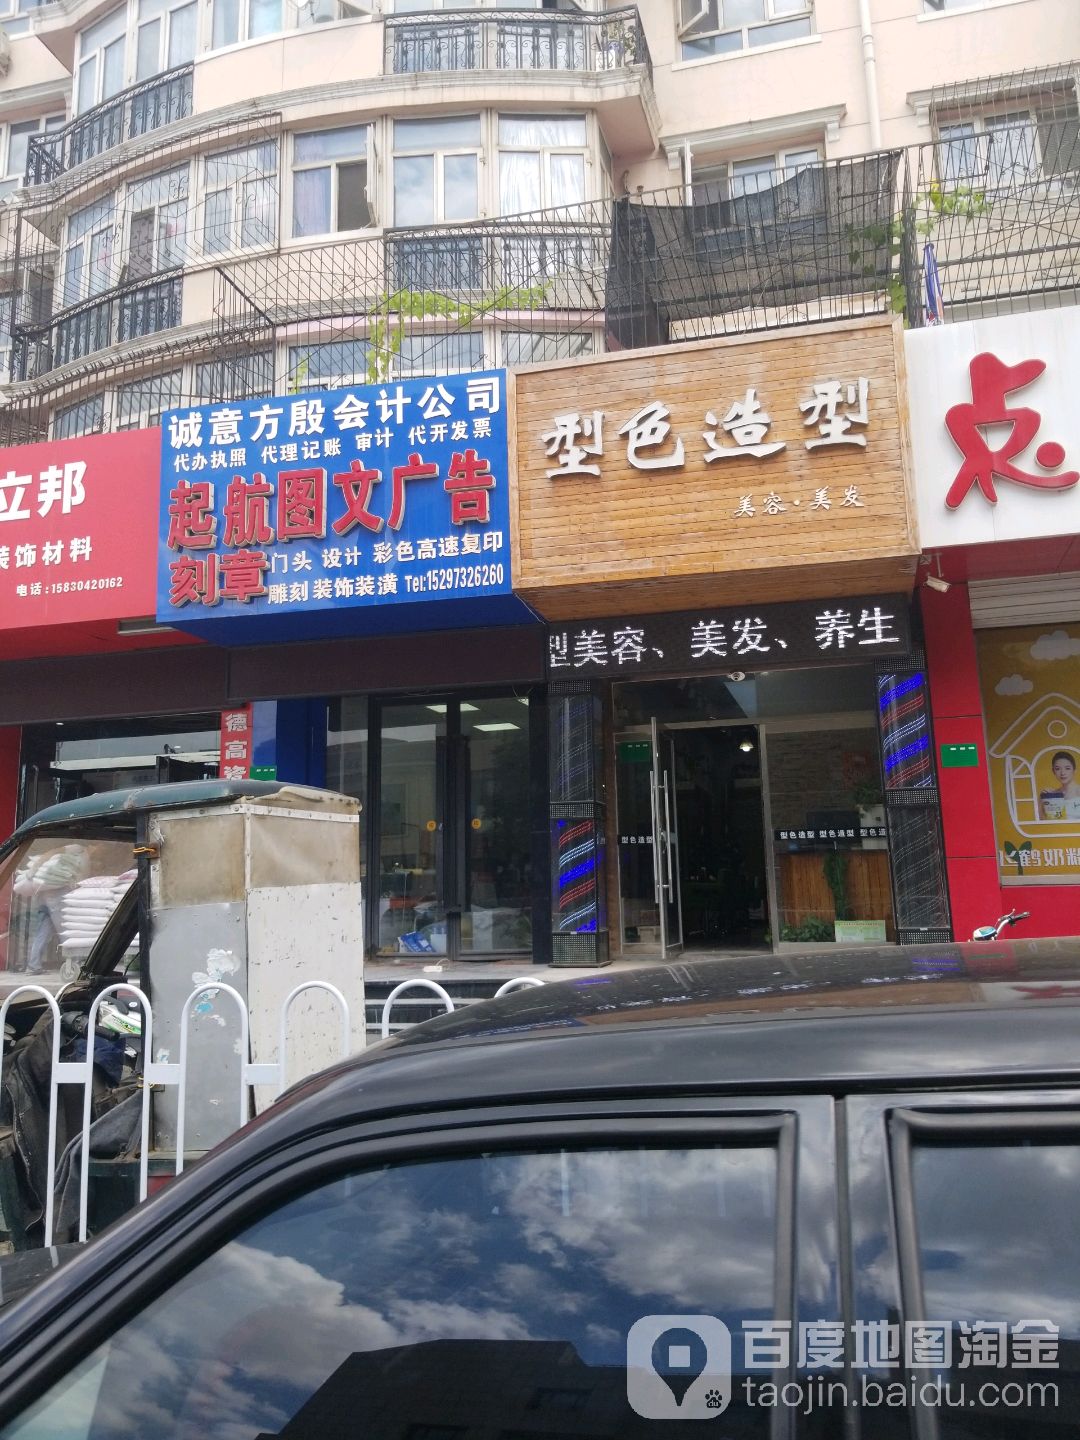 立邦
装饰材料
电话:15830420162
诚意方殷会计公司
代办执照 代理记账 审计 代开发票
起航图文广告
刻章
门头 设计 彩色高速复印
雕刻 装饰装潢 Tel:15297326260
型色造型
美容·美发
型美容、美发、养生
德高瓷
型色造型
型色造型 型色造型 型色造
飞鹤奶粉
百度地图淘金
taojin.baidu.com